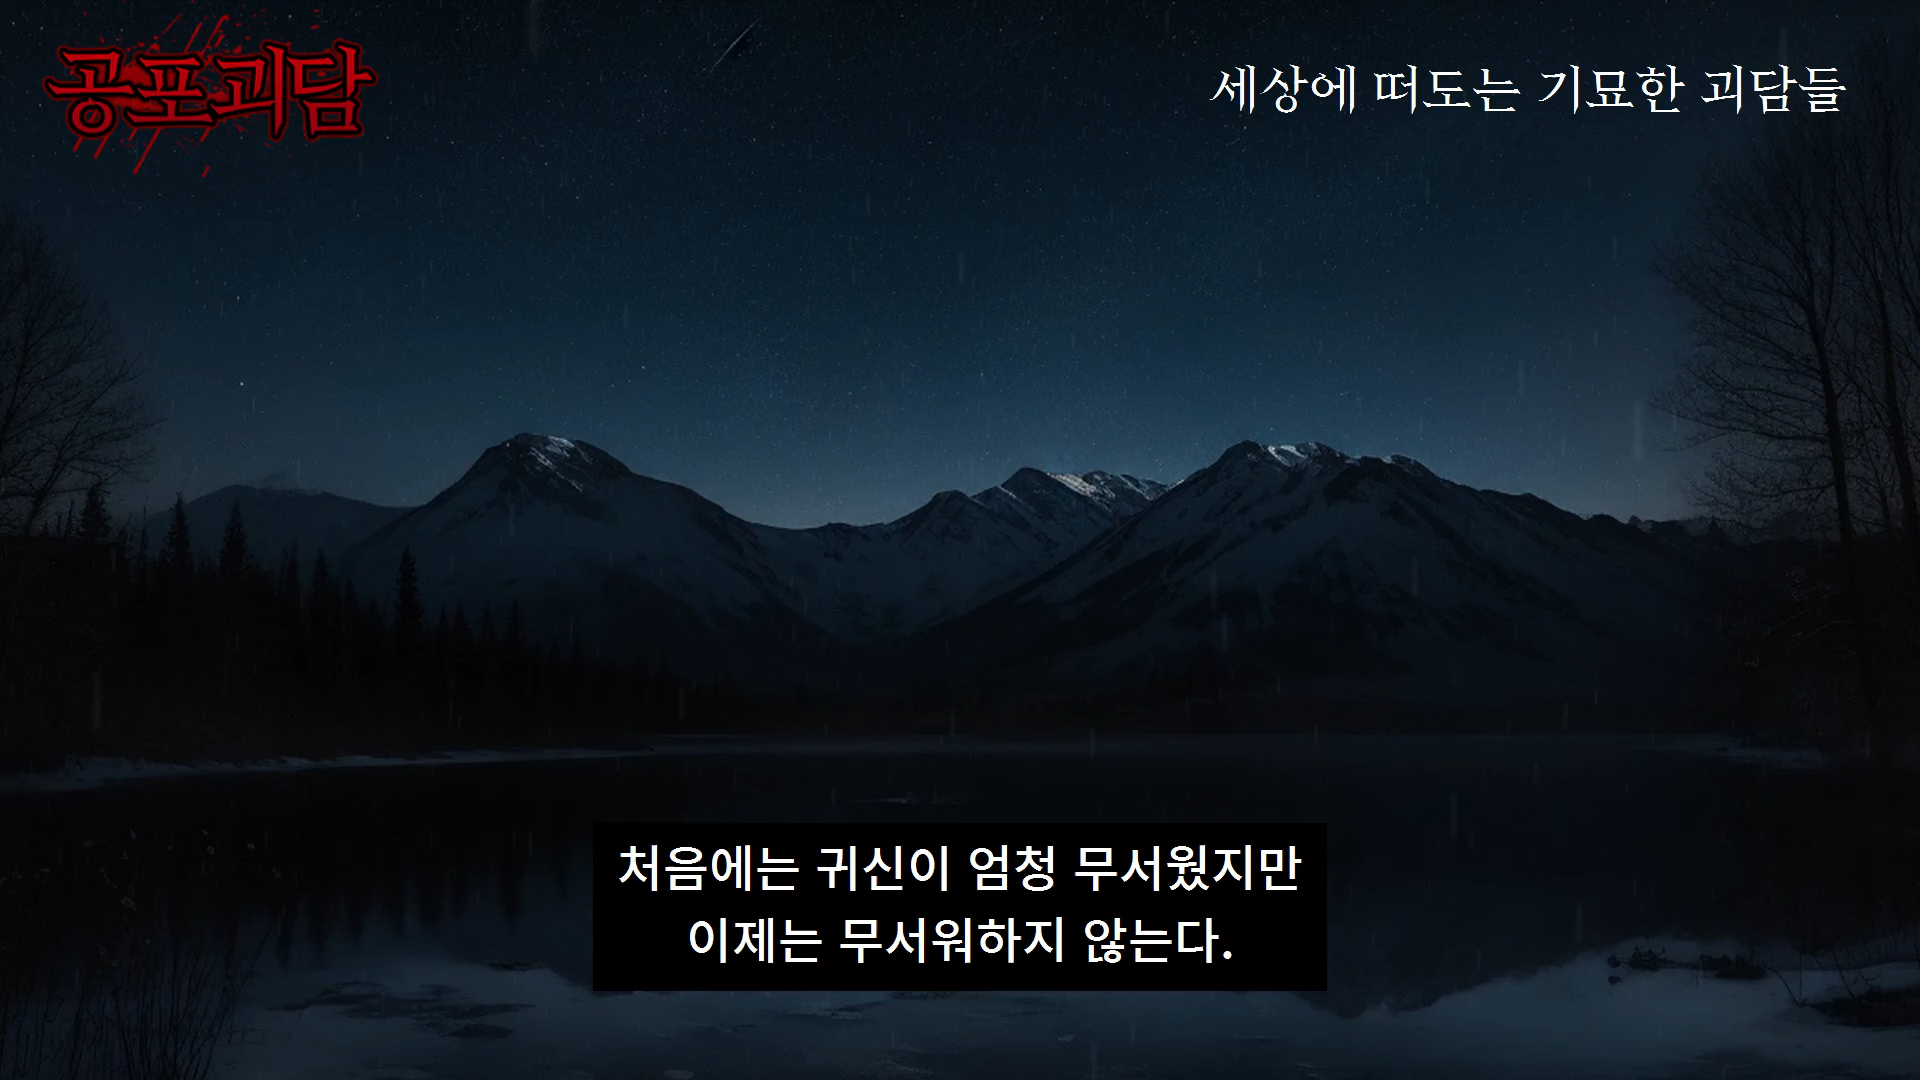 공포괴담
세상에 떠도는 기묘한 괴담들
처음에는 귀신이 엄청 무서웠지만
이제는 무서워하지 않는다.